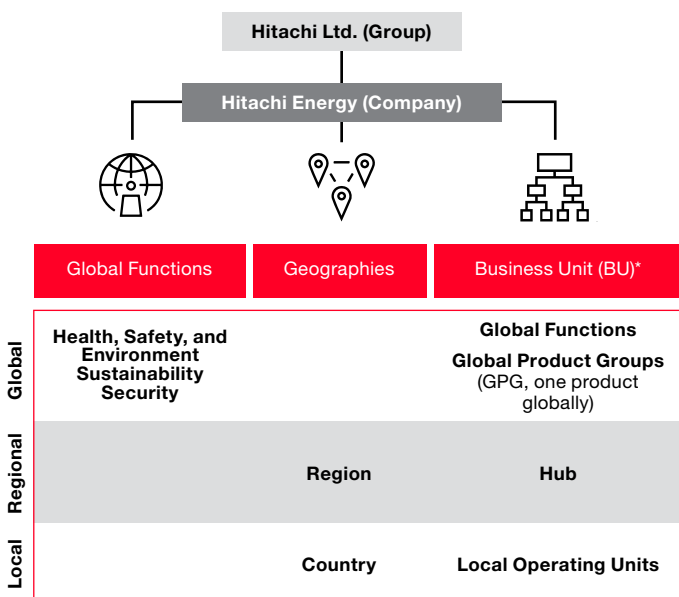 Hitachi Ltd. (Group)
Hitachi Energy (Company)
Global Functions
Geographies
Business Unit (BU)*
Global
Health, Safety, and
Environment
Sustainability
Security
Global Functions
Global Product Groups
(GPG, one product
globally)
Regional
Region
Hub
Local
Country
Local Operating Units